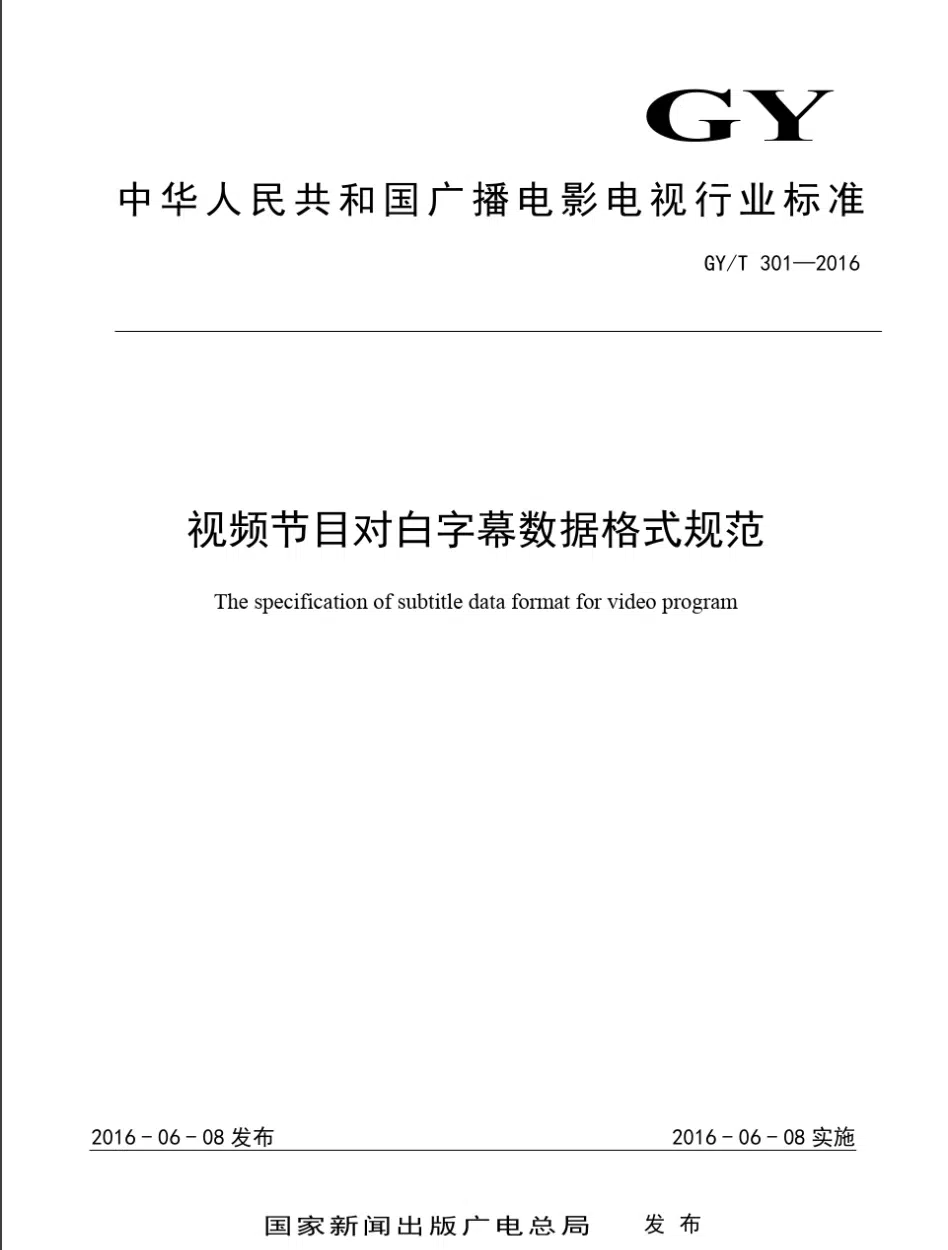 GY
中华人民共和国广播电影电视行业标准
GY/T 301—2016
视频节目对白字幕数据格式规范
The specification of subtitle data format for video program
2016-06-08 发布 2016-06-08 实施
国家新闻出版广电总局 发布